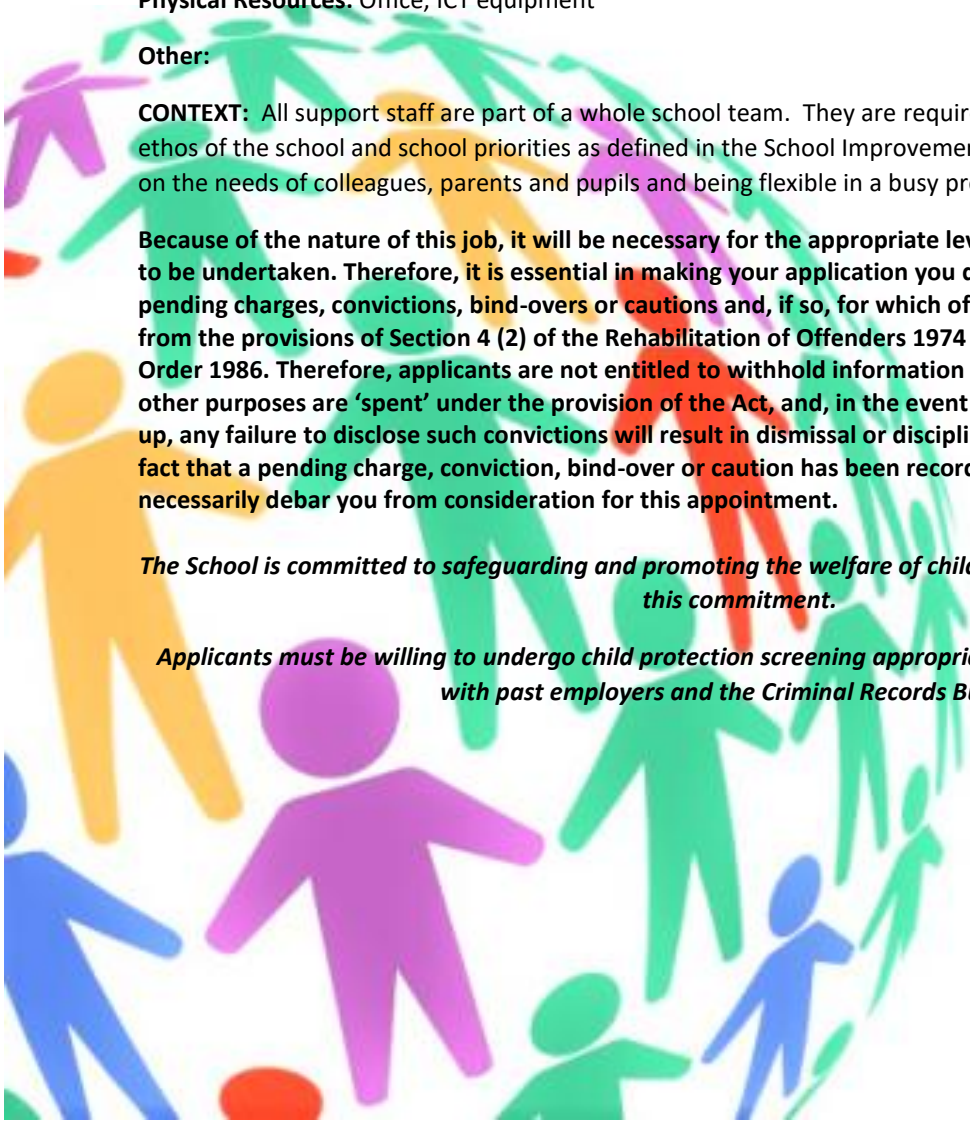 Physical Resources: Office, ICT equipment
Other:
CONTEXT: All support staff are part of a whole school team. They are requir
ethos of the school and school priorities as defined in the School Improvemen
on the needs of colleagues, parents and pupils and being flexible in a busy pr
Because of the nature of this job, it will be necessary for the appropriate lev
to be undertaken. Therefore, it is essential in making your application you d
pending charges, convictions, bind-overs or cautions and, if so, for which of
from the provisions of Section 4 (2) of the Rehabilitation of Offenders 1974
Order 1986. Therefore, applicants are not entitled to withhold information
other purposes are ‘spent’ under the provision of the Act, and, in the event
up, any failure to disclose such convictions will result in dismissal or discipli
fact that a pending charge, conviction, bind-over or caution has been record
necessarily debar you from consideration for this appointment.
The School is committed to safeguarding and promoting the welfare of child
this commitment.
Applicants must be willing to undergo child protection screening appropria
with past employers and the Criminal Records Bu